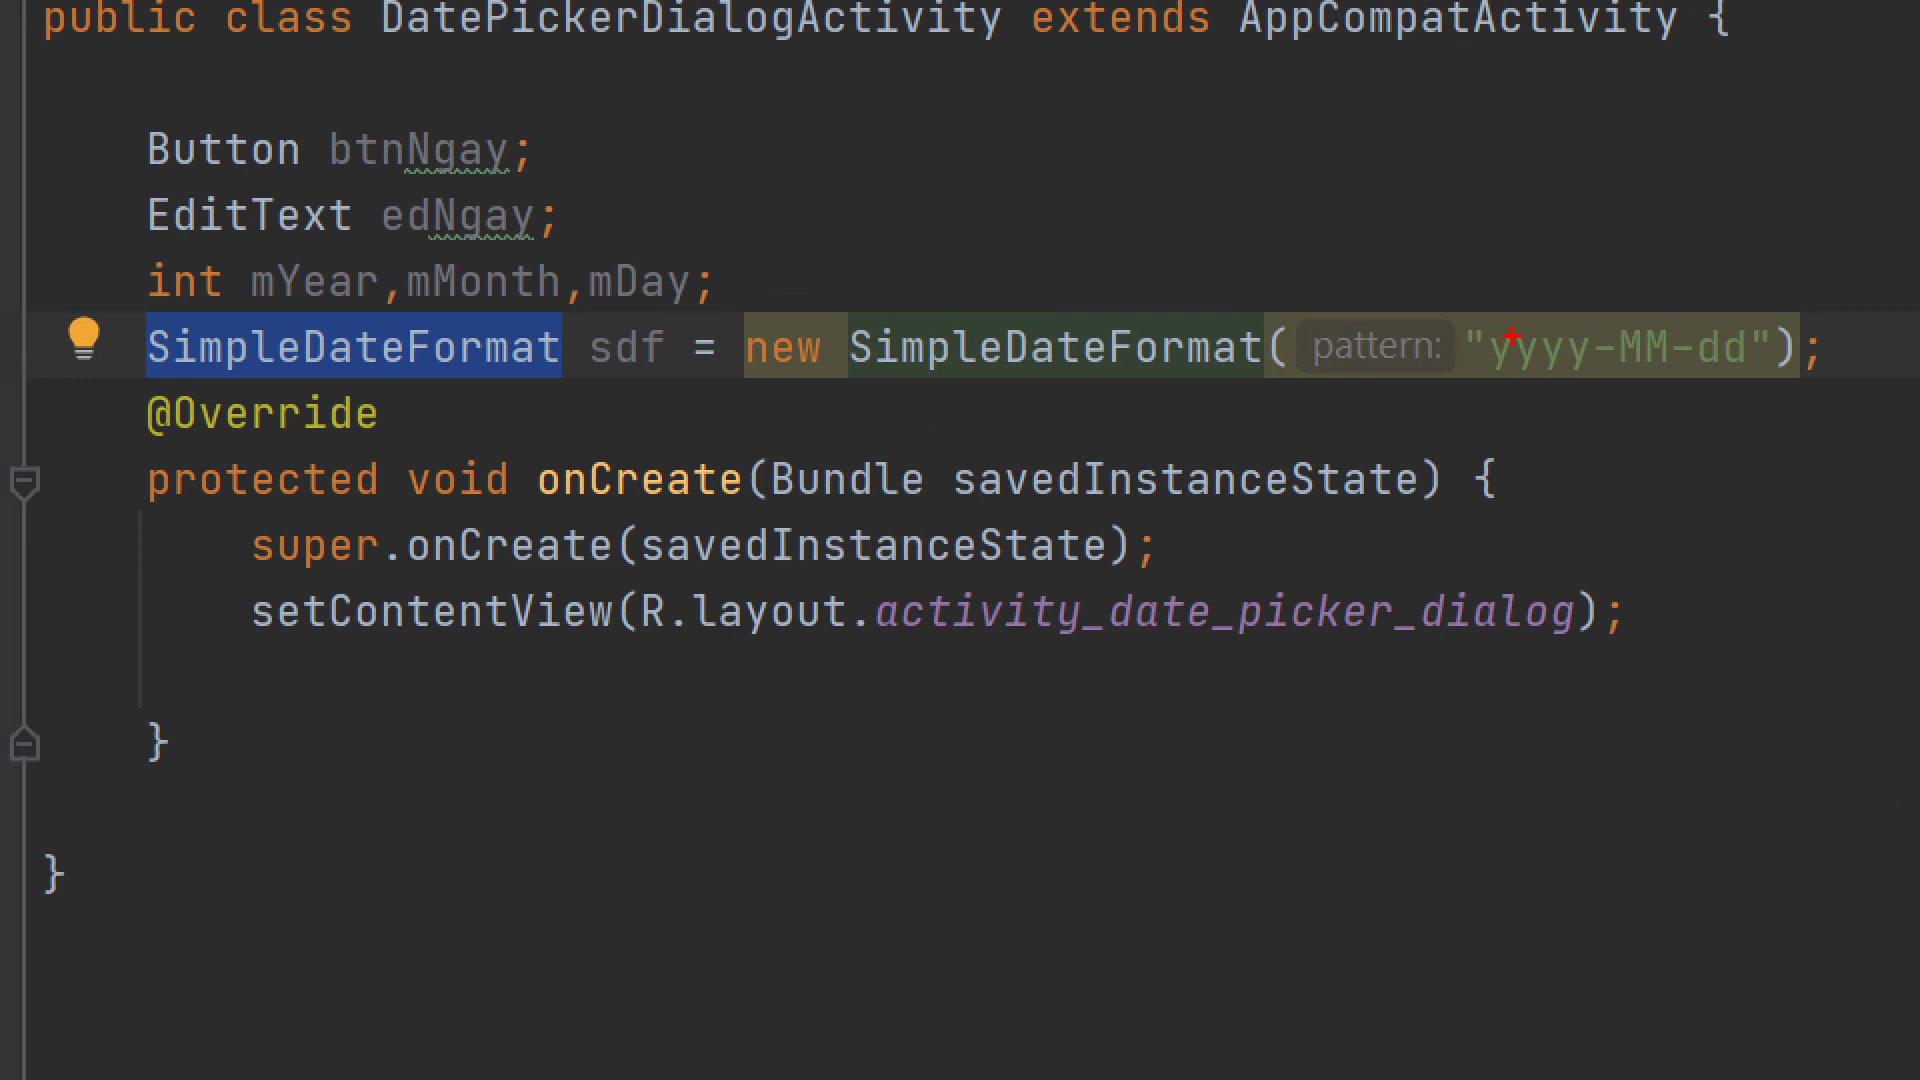 public class DatePickerDialogActivity extends AppCompatActivity {
Button btnNgay;
EditText edNgay;
int mYear,mMonth,mDay;
SimpleDateFormat sdf = new SimpleDateFormat( pattern: "yyyy-MM-dd");
@Override
protected void onCreate(Bundle savedInstanceState) {
super.onCreate(savedInstanceState);
setContentView(R.layout.activity_date_picker_dialog);
}
}